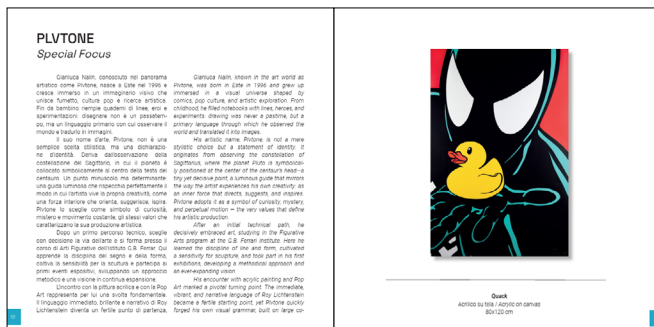 PLVTONE
Special Focus
Gianluca Nalin, conosciuto nel panorama
artistico come Plvtone, nasce a Este nel 1996 e
cresce immerso in un immaginario visivo che
unisce fumetto, cultura pop e ricerca artistica.
Fin da bambino riempie quaderni di linee, eroi e
sperimentazioni: disegnare non è un passatem-
po, ma un linguaggio primario con cui osservare il
mondo e tradurlo in immagini.
Il suo nome d'arte, Plvtone, non è una
semplice scelta stilistica, ma una dichiarazio-
ne d'identità. Deriva dall'osservazione della
costellazione del Sagittario, in cui il pianeta è
collocato simbolicamente al centro della testa del
centauro. Un punto minuscolo ma determinante:
una guida luminosa che rispecchia perfettamente il
modo in cui l'artista vive la propria creatività, come
una forza interiore che orienta, suggerisce, ispira.
Plvtone lo sceglie come simbolo di curiosità,
mistero e movimento costante, gli stessi valori che
caratterizzano la sua produzione artistica.
Dopo un primo percorso tecnico, sceglie
con decisione la via dell'arte e si forma presso il
corso di Arti Figurative dell'Istituto G.B. Ferrari. Qui
apprende la disciplina del segno e della forma,
coltiva la sensibilità per la scultura e partecipa ai
primi eventi espositivi, sviluppando un approccio
metodico e una visione in continua espansione.
L'incontro con la pittura acrilica e con la Pop
Art rappresenta per lui una svolta fondamentale.
Il linguaggio immediato, brillante e narrativo di Roy
Lichtenstein diventa un fertile punto di partenza,
Gianluca Nalin, known in the art world as
Plvtone, was born in Este in 1996 and grew up
immersed in a visual universe shaped by
comics, pop culture, and artistic exploration. From
childhood, he filled notebooks with lines, heroes, and
experiments: drawing was never a pastime, but a
primary language through which he observed the
world and translated it into images.
His artistic name, Plvtone, is not a mere
stylistic choice but a statement of identity. It
originates from observing the constellation of
Sagittarius, where the planet Pluto is symbolical-
ly positioned at the center of the centaur's head—a
tiny yet decisive point, a luminous guide that mirrors
the way the artist experiences his own creativity: as
an inner force that directs, suggests, and inspires.
Plvtone adopts it as a symbol of curiosity, mystery,
and perpetual motion — the very values that define
his artistic production.
After an initial technical path, he
decisively embraced art, studying in the Figurative
Arts program at the G.B. Ferrari Institute. Here he
learned the discipline of line and form, cultivated
a sensitivity for sculpture, and took part in his first
exhibitions, developing a methodical approach and
an ever-expanding vision.
His encounter with acrylic painting and Pop
Art marked a pivotal turning point. The immediate,
vibrant, and narrative language of Roy Lichtenstein
became a fertile starting point, yet Plvtone quickly
forged his own visual grammar, built on large co-
Quack
Acrilico su tela / Acrylic on canvas
80x120 cm